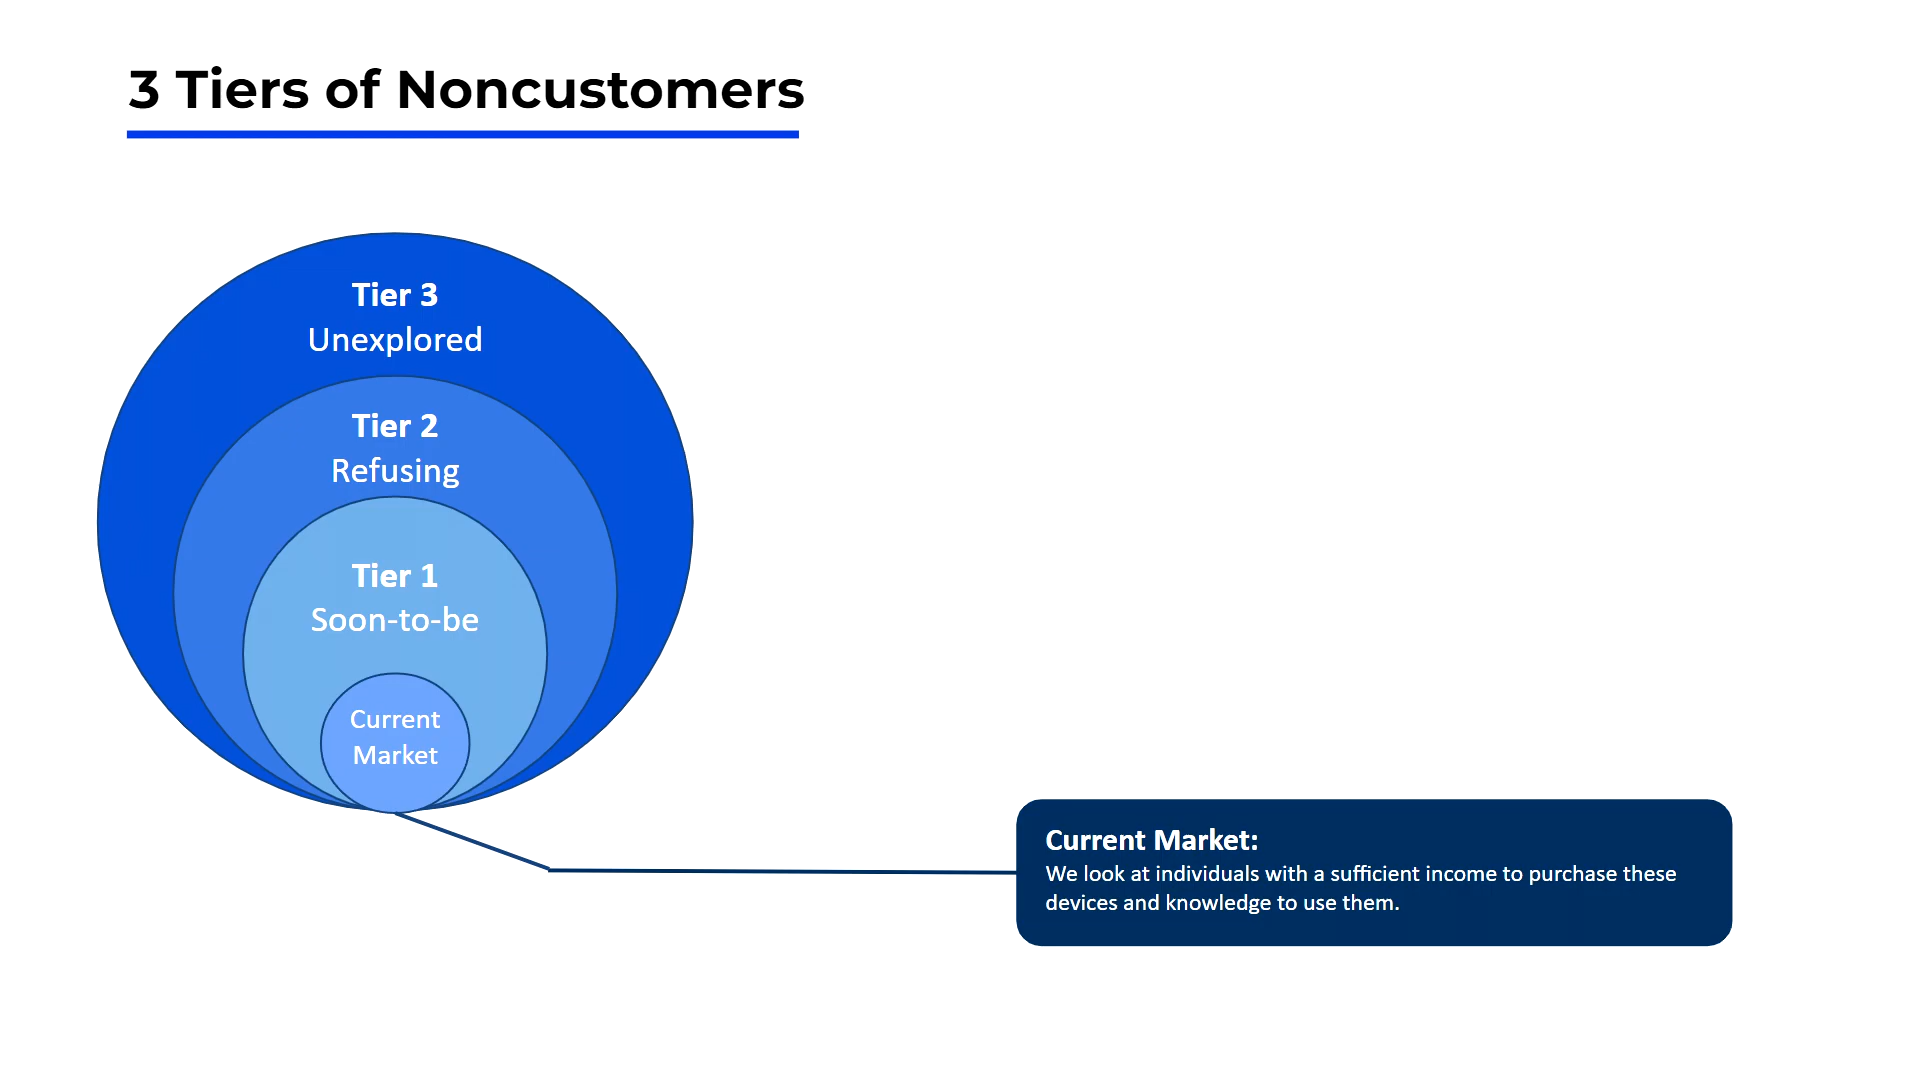 3 Tiers of Noncustomers
Tier 3
Unexplored
Tier 2
Refusing
Tier 1
Soon-to-be
Current
Market
Current Market:
We look at individuals with a sufficient income to purchase these
devices and knowledge to use them.